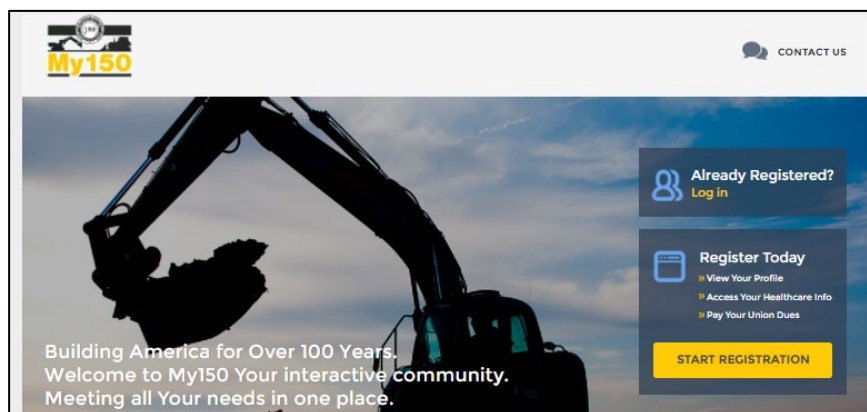 150
My150
CONTACT US
Already Registered?
Log in
Register Today
» View Your Profile
» Access Your Healthcare Info
» Pay Your Union Dues
START REGISTRATION
Building America for Over 100 Years.
Welcome to My150 Your interactive community.
Meeting all Your needs in one place.